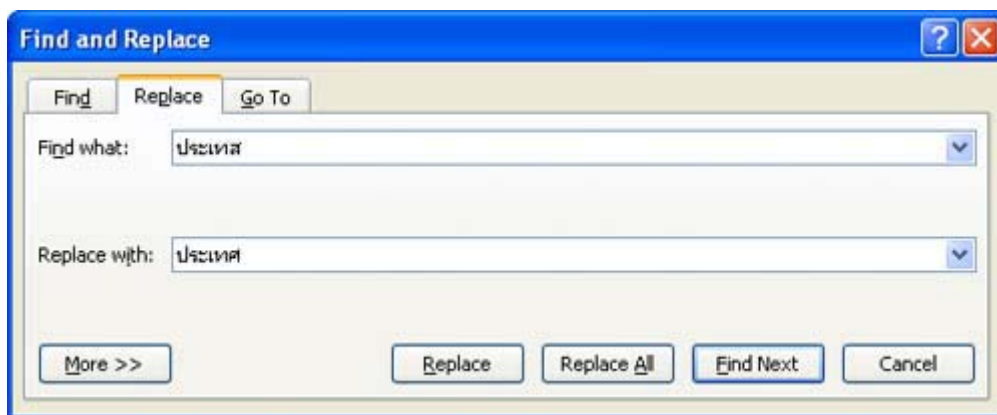 Find and Replace
Find Replace Go To
Find what: ประเทส
Replace with: ประเทศ
More >> Replace Replace All Find Next Cancel